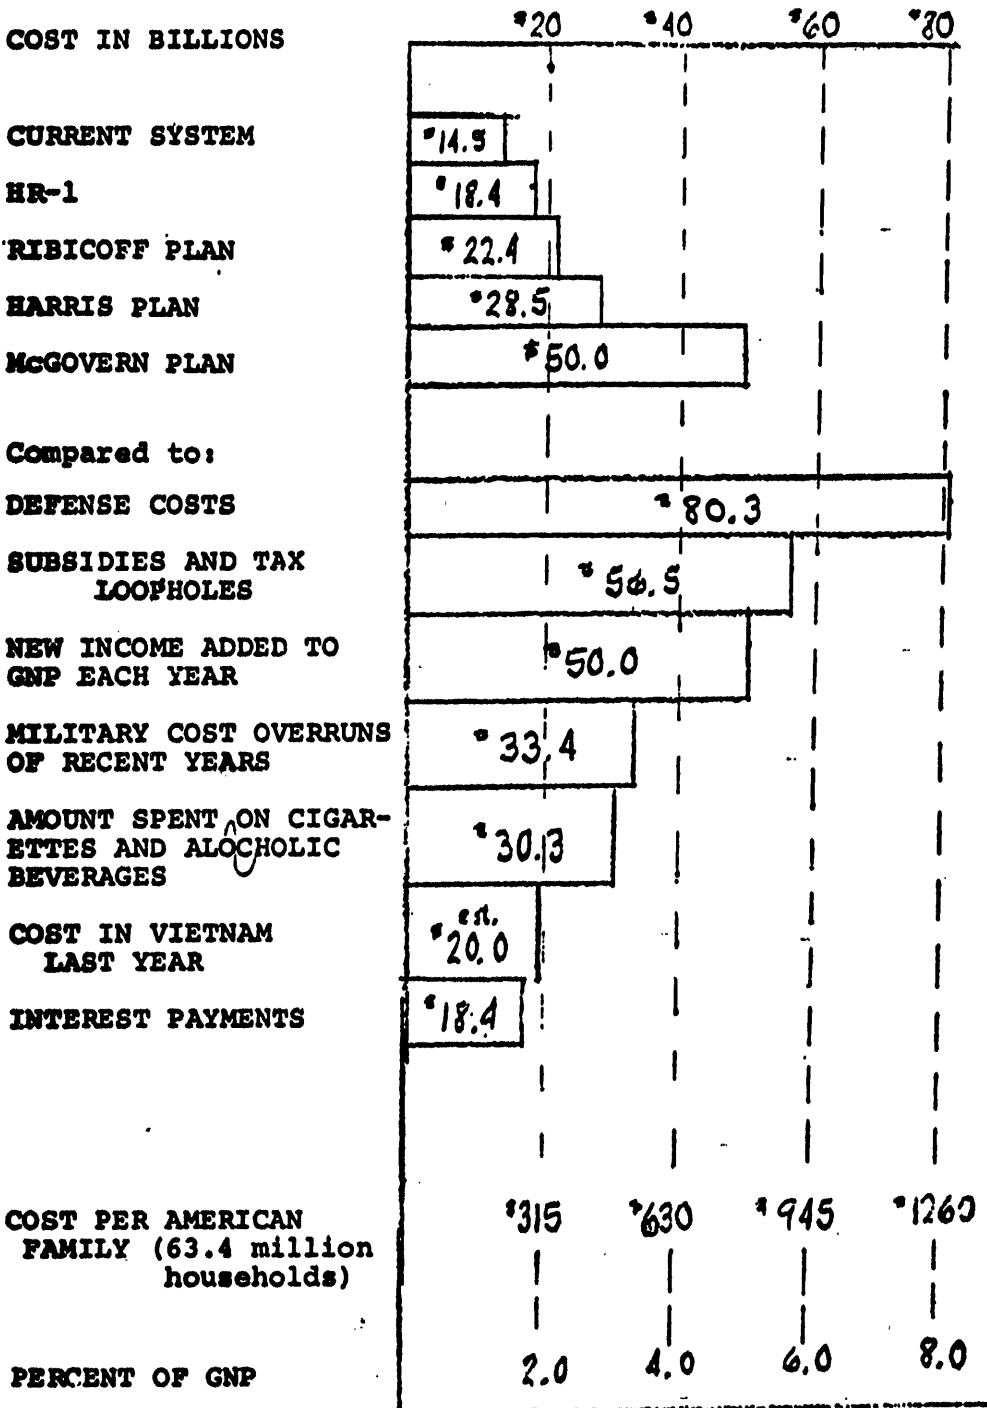 COST IN BILLIONS $20 $40 $60 $80
CURRENT SYSTEM $14.5
HR-1 $18.4
RIBICOFF PLAN $22.4
HARRIS PLAN $28.5
McGOVERN PLAN $50.0
Compared to:
DEFENSE COSTS $80.3
SUBSIDIES AND TAX
LOOPHOLES $56.5
NEW INCOME ADDED TO
GNP EACH YEAR $50.0
MILITARY COST OVERRUNS
OF RECENT YEARS $33.4
AMOUNT SPENT ON CIGAR-
ETTES AND ALOCHOLIC
BEVERAGES $30.3
COST IN VIETNAM
LAST YEAR est. $20.0
INTEREST PAYMENTS $18.4
COST PER AMERICAN $315 $630 $945 $1260
FAMILY (63.4 million
households)
PERCENT OF GNP 2.0 4.0 6.0 8.0